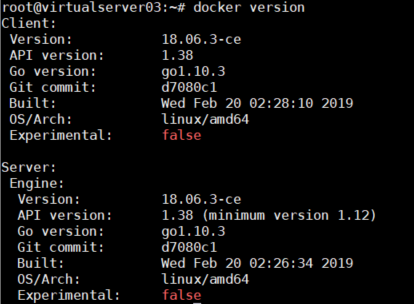 root@virtualserver03:~# docker version
Client:
 Version:           18.06.3-ce
 API version:       1.38
 Go version:        go1.10.3
 Git commit:        d7080c1
 Built:             Wed Feb 20 02:28:10 2019
 OS/Arch:           linux/amd64
 Experimental:      false

Server:
 Engine:
  Version:          18.06.3-ce
  API version:      1.38 (minimum version 1.12)
  Go version:       go1.10.3
  Git commit:       d7080c1
  Built:            Wed Feb 20 02:26:34 2019
  OS/Arch:          linux/amd64
  Experimental:     false